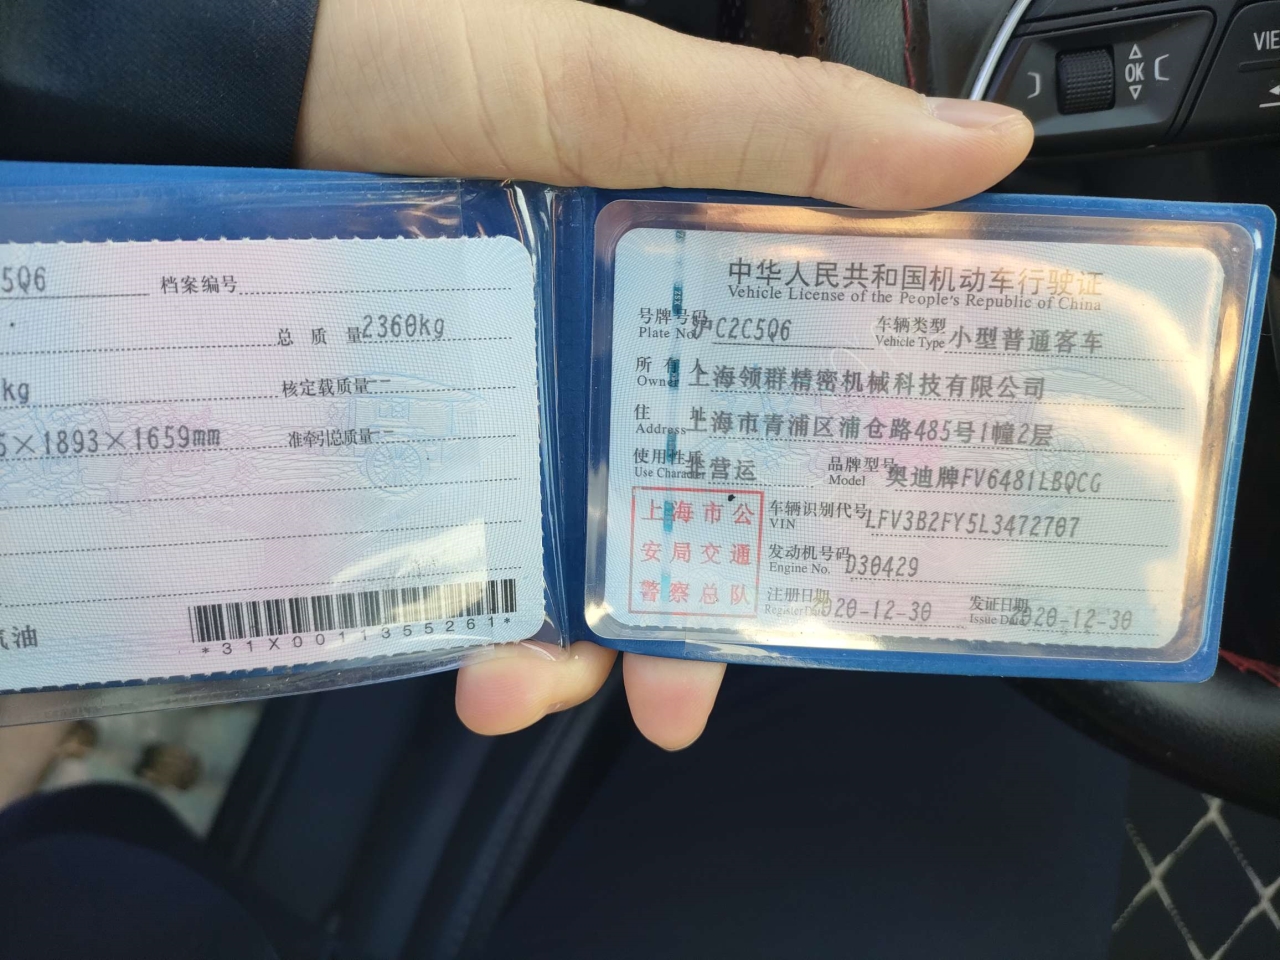 5Q6 档案编号
总 质 量2360kg
kg 核定载质量--
5×1893×1659mm 准牵引总质量--
汽油
*31X0011355261*
中华人民共和国机动车行驶证
Vehicle License of the People's Republic of China
号牌号码 沪C2C5Q6 车辆类型 小型普通客车
Plate No. Vehicle Type
所 有 人 上海领群精密机械科技有限公司
Owner
住 址 上海市青浦区浦仓路485号1幢2层
Address
使用性质 非营运 品牌型号 奥迪牌FV6481LBQCG
Use Character Model
上海市公
安局交通
警察总队
车辆识别代号 LFV3B2FY5L3472707
VIN
发动机号码 D30429
Engine No.
注册日期 2020-12-30 发证日期 2020-12-30
Register Date Issue Date
OK
VIE